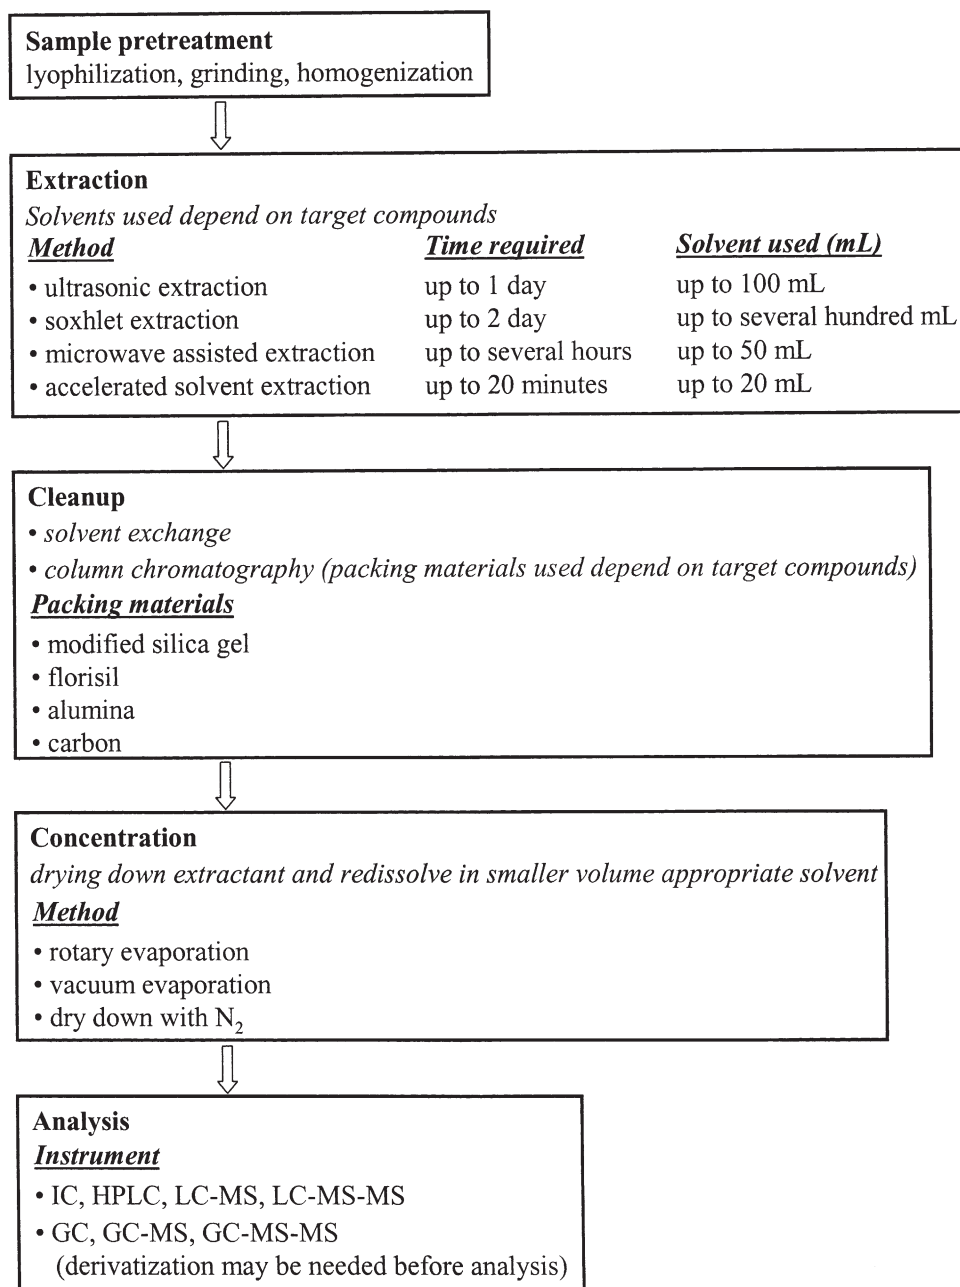 Sample pretreatment
lyophilization, grinding, homogenization
Extraction
Solvents used depend on target compounds
Method Time required Solvent used (mL)
• ultrasonic extraction up to 1 day up to 100 mL
• soxhlet extraction up to 2 day up to several hundred mL
• microwave assisted extraction up to several hours up to 50 mL
• accelerated solvent extraction up to 20 minutes up to 20 mL
Cleanup
• solvent exchange
• column chromatography (packing materials used depend on target compounds)
Packing materials
• modified silica gel
• florisil
• alumina
• carbon
Concentration
drying down extractant and redissolve in smaller volume appropriate solvent
Method
• rotary evaporation
• vacuum evaporation
• dry down with N₂
Analysis
Instrument
• IC, HPLC, LC-MS, LC-MS-MS
• GC, GC-MS, GC-MS-MS
(derivatization may be needed before analysis)